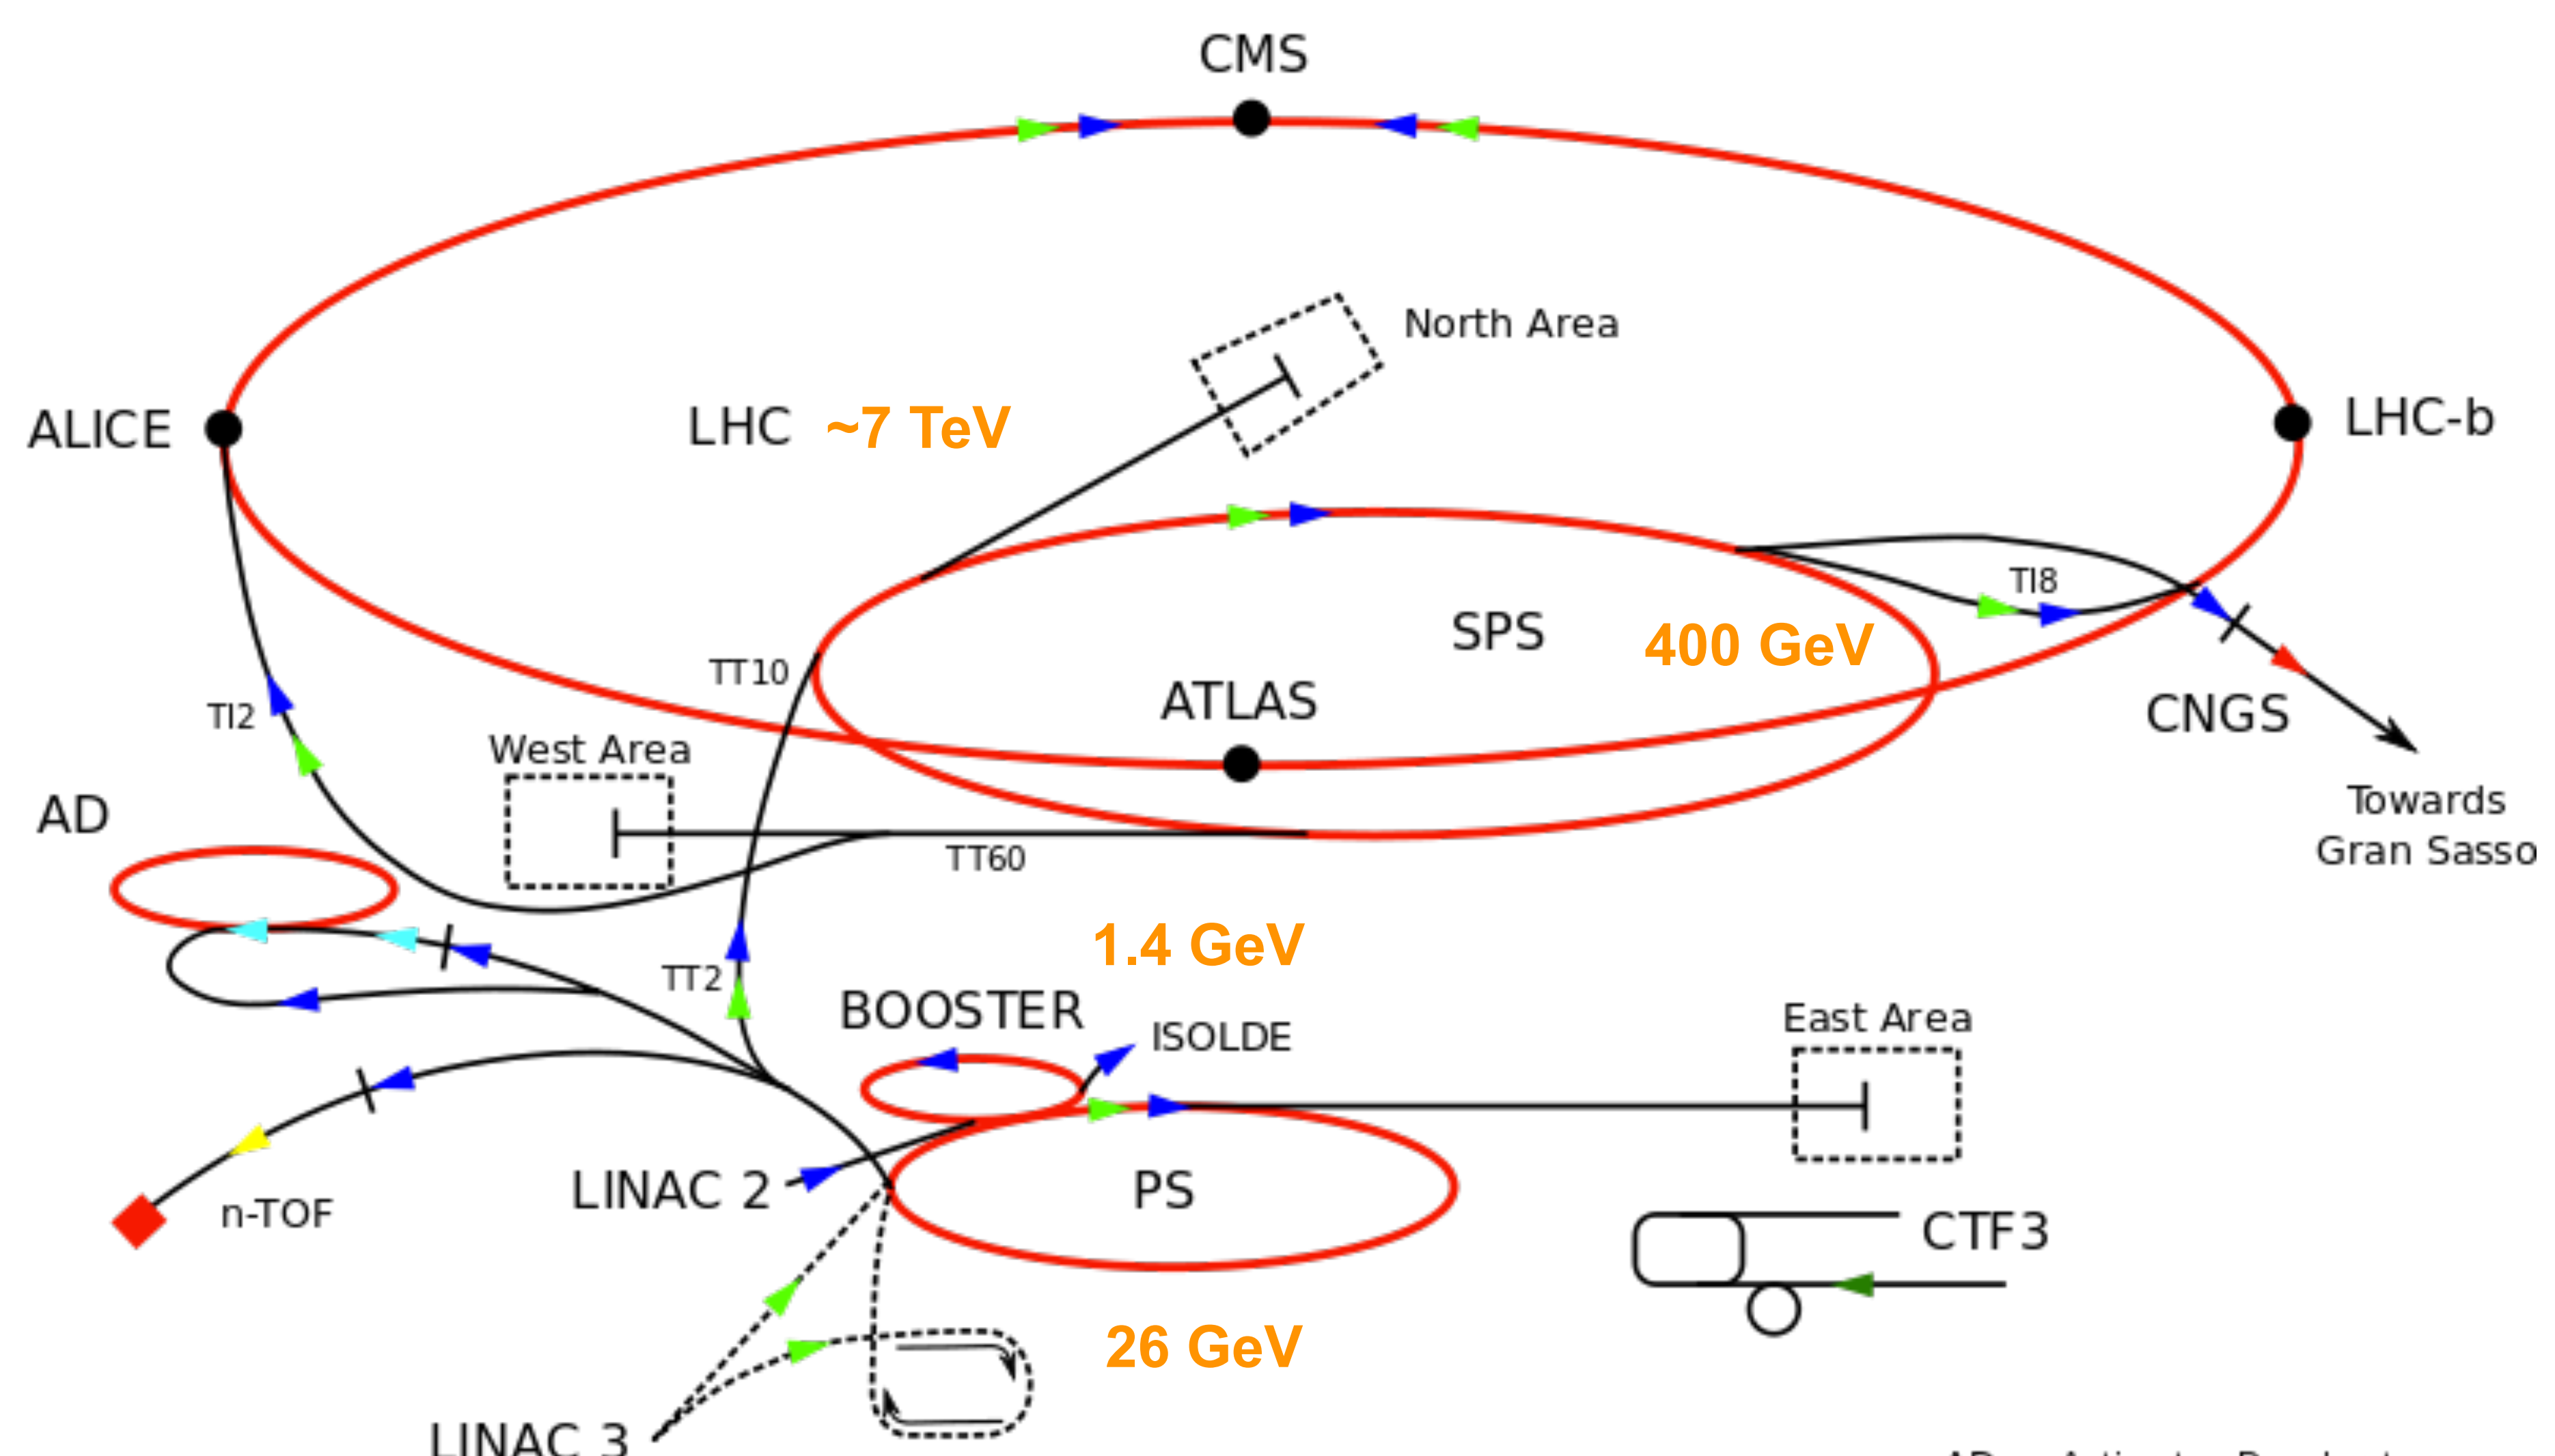 CMS
North Area
ALICE
LHC ~7 TeV
LHC-b
TI8
SPS
400 GeV
TT10
ATLAS
TI2
CNGS
West Area
AD
Towards
Gran Sasso
TT60
1.4 GeV
TT2
BOOSTER
ISOLDE
East Area
LINAC 2
PS
n-TOF
CTF3
26 GeV
LINAC 3